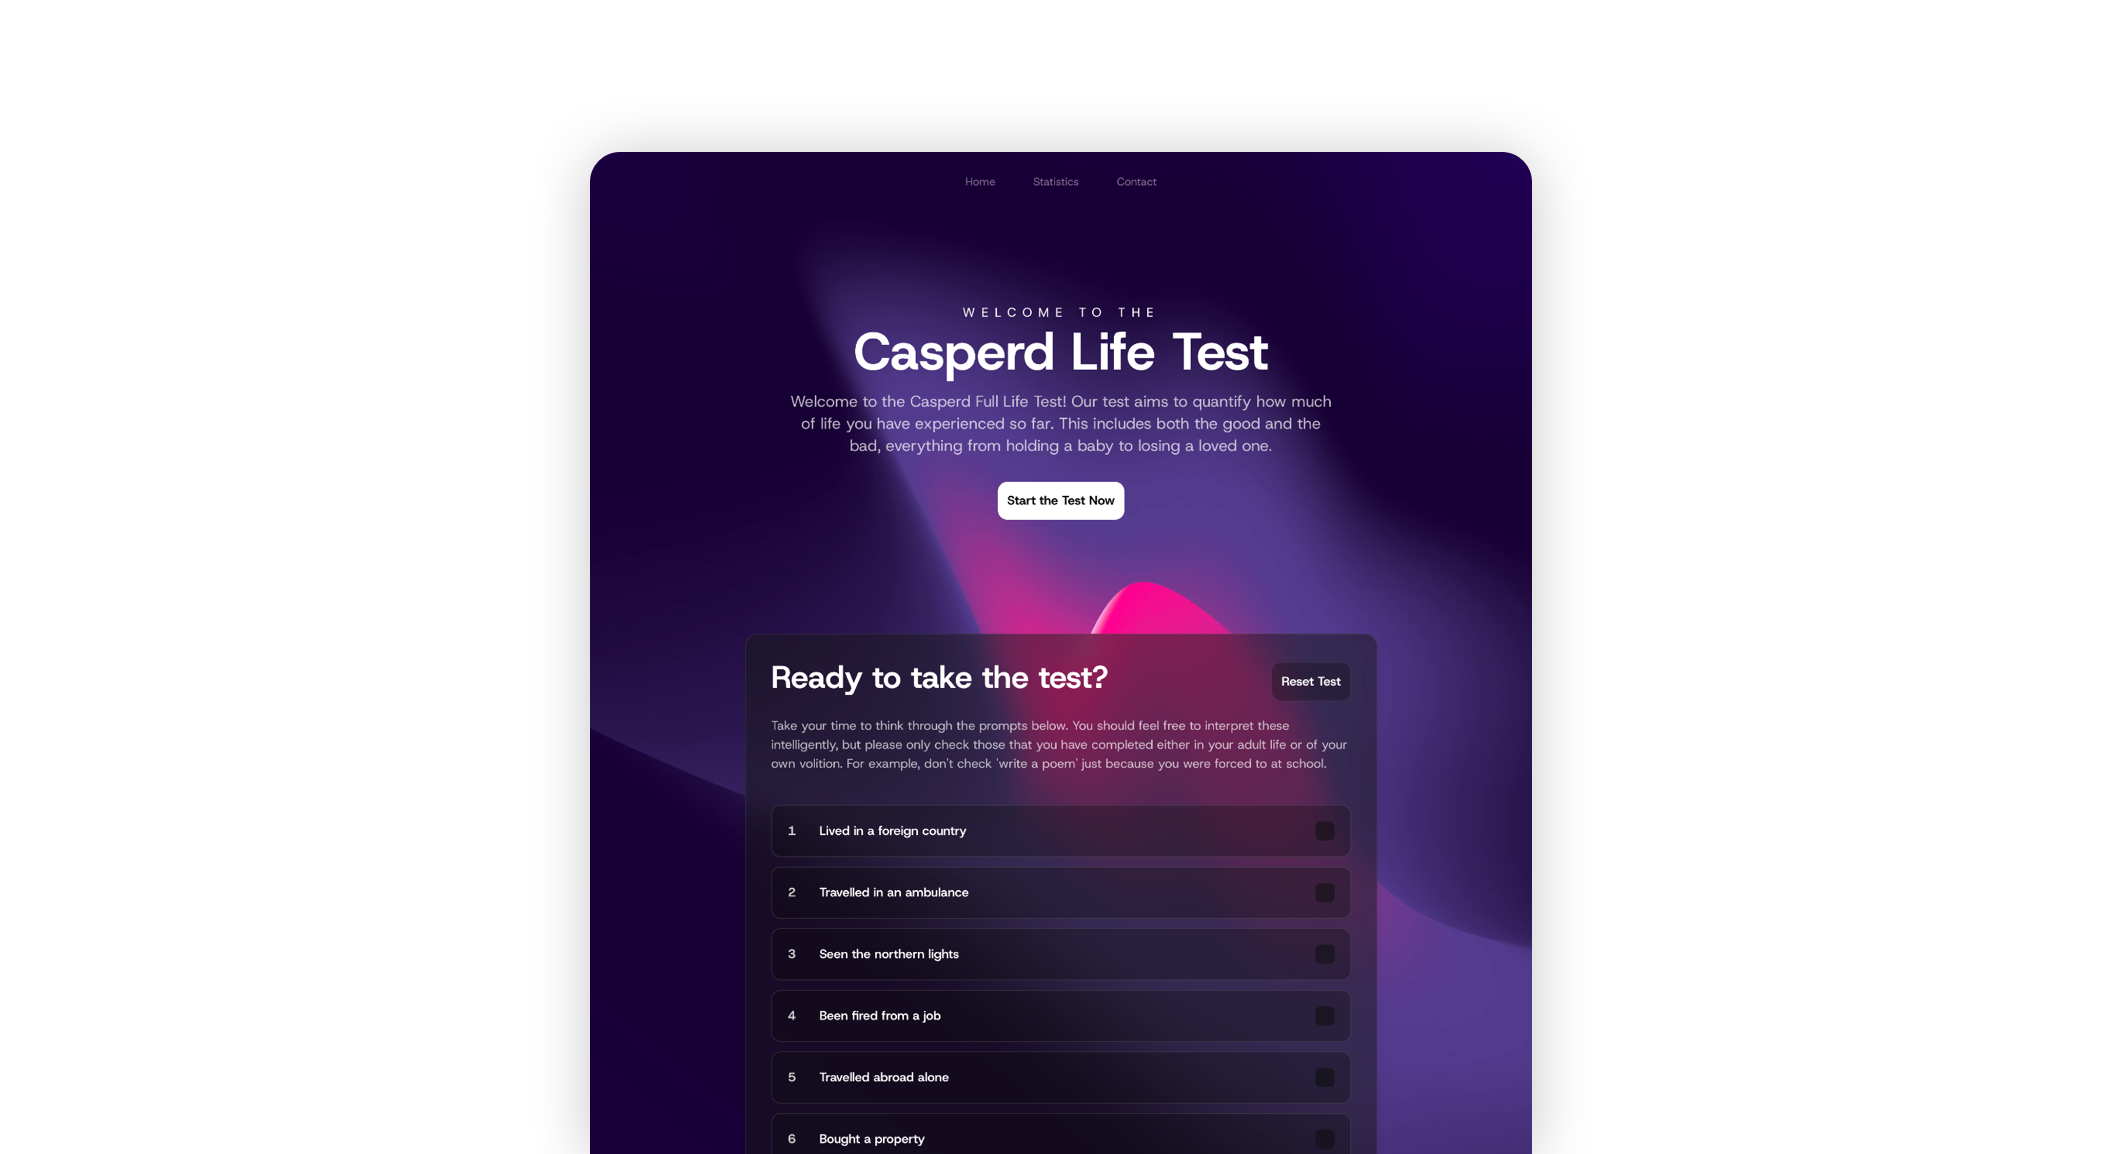 Home Statistics Contact
WELCOME TO THE
Casperd Life Test
Welcome to the Casperd Full Life Test! Our test aims to quantify how much
of life you have experienced so far. This includes both the good and the
bad, everything from holding a baby to losing a loved one.
Start the Test Now
Ready to take the test?
Reset Test
Take your time to think through the prompts below. You should feel free to interpret these
intelligently, but please only check those that you have completed either in your adult life or of your
own volition. For example, don't check 'write a poem' just because you were forced to at school.
1 Lived in a foreign country
2 Travelled in an ambulance
3 Seen the northern lights
4 Been fired from a job
5 Travelled abroad alone
6 Bought a property